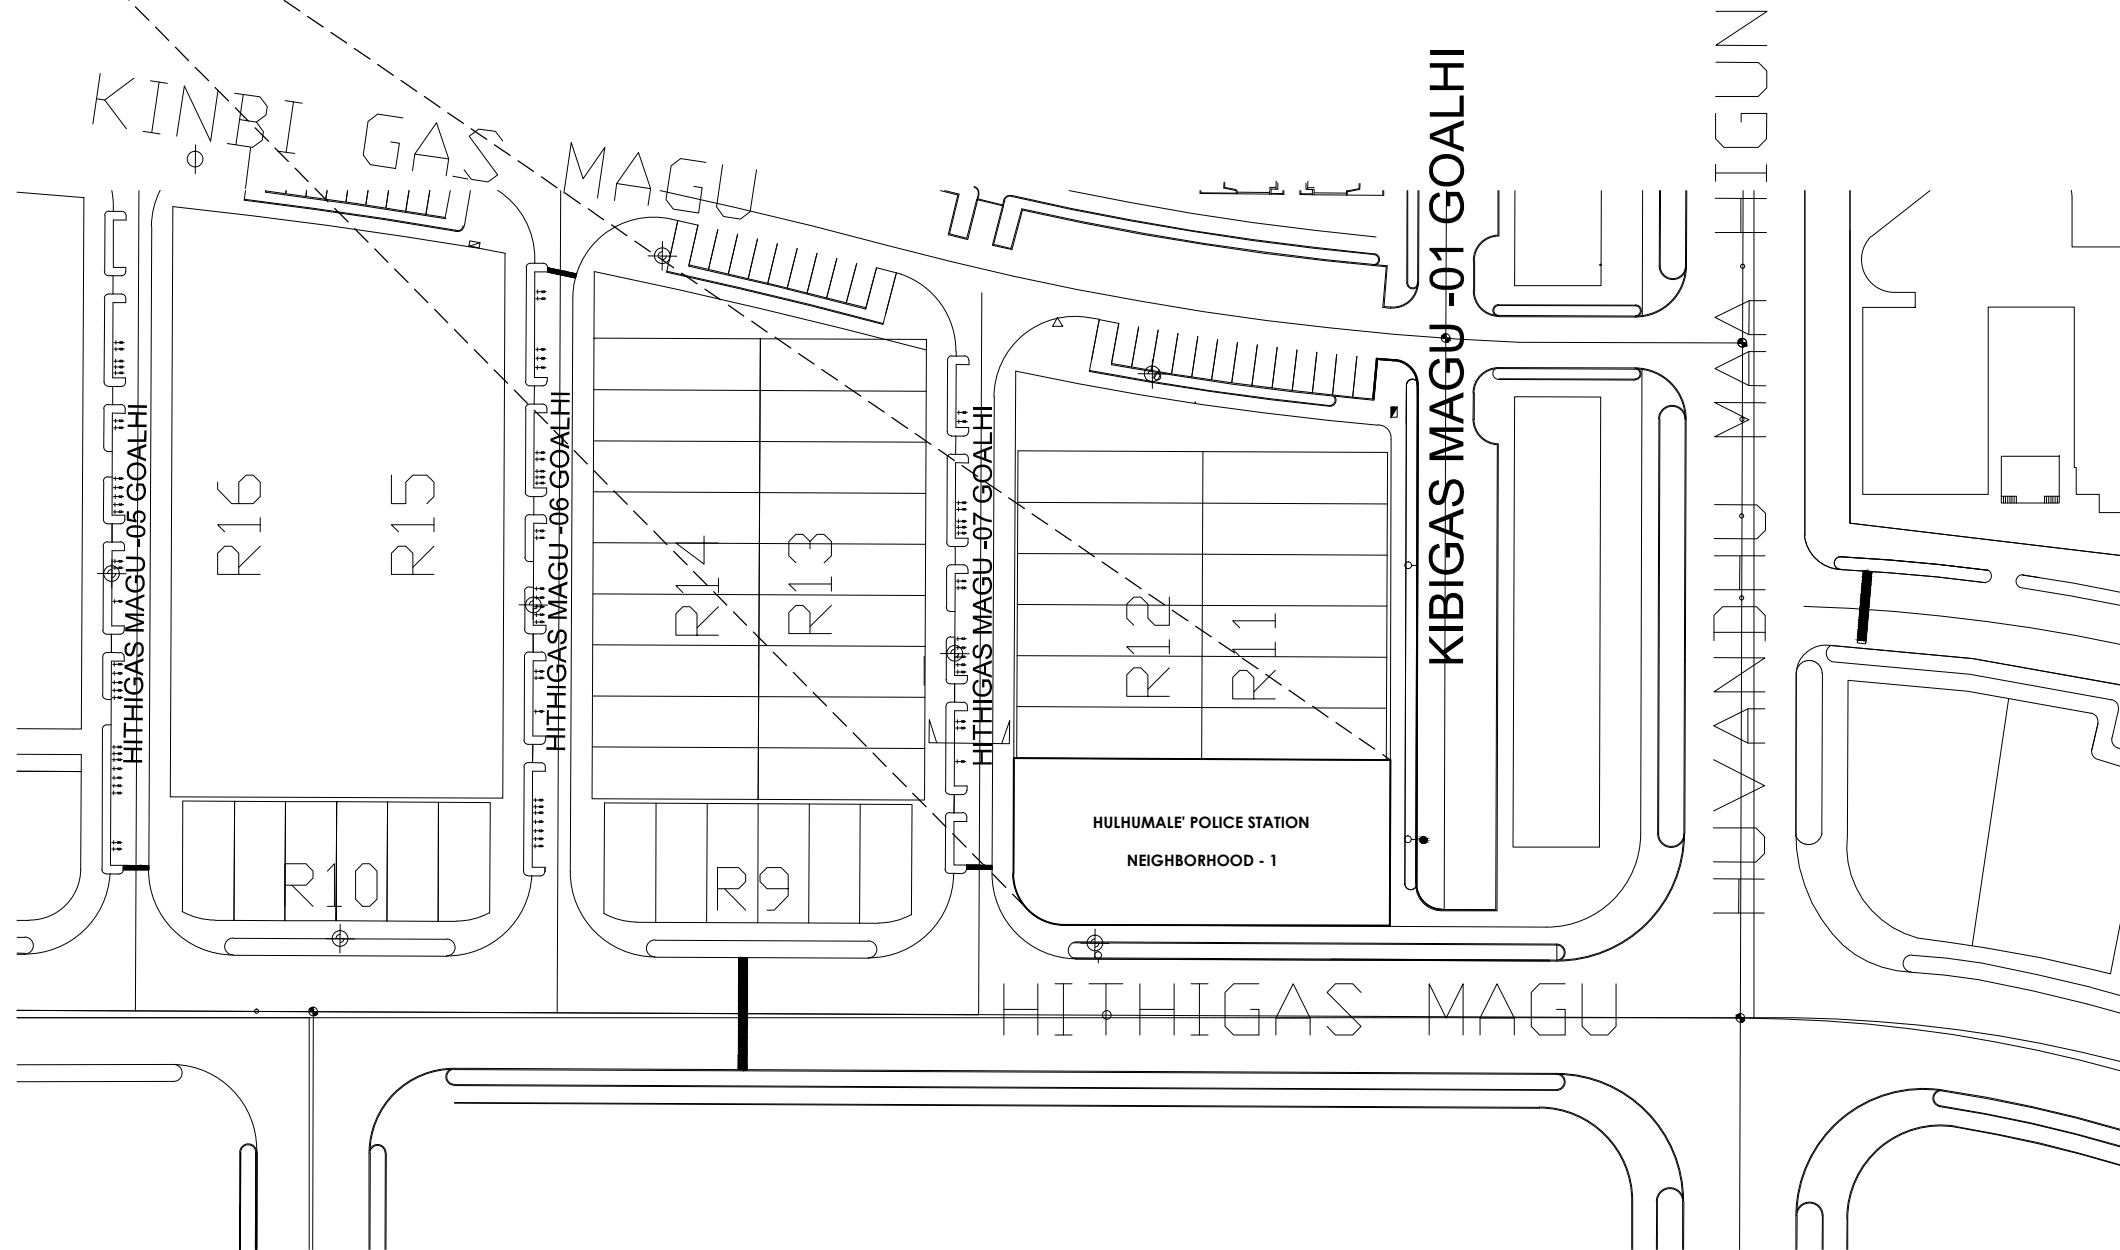 KINBI GAS MAGU
KIBIGAS MAGU -01 GOALHI
HUVANDHU MAA HIGUN
HITHIGAS MAGU -05 GOALHI
R16
R15
HITHIGAS MAGU -06 GOALHI
R14
R13
HITHIGAS MAGU -07 GOALHI
R12
R11
R10
R9
HULHUMALE' POLICE STATION
NEIGHBORHOOD - 1
HITHIGAS MAGU